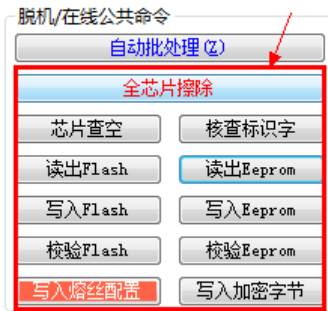 脱机/在线公共命令
自动批处理(Z)
全芯片擦除
芯片查空 核查标识字
读出Flash 读出Eeprom
写入Flash 写入Eeprom
校验Flash 校验Eeprom
写入熔丝配置 写入加密字节